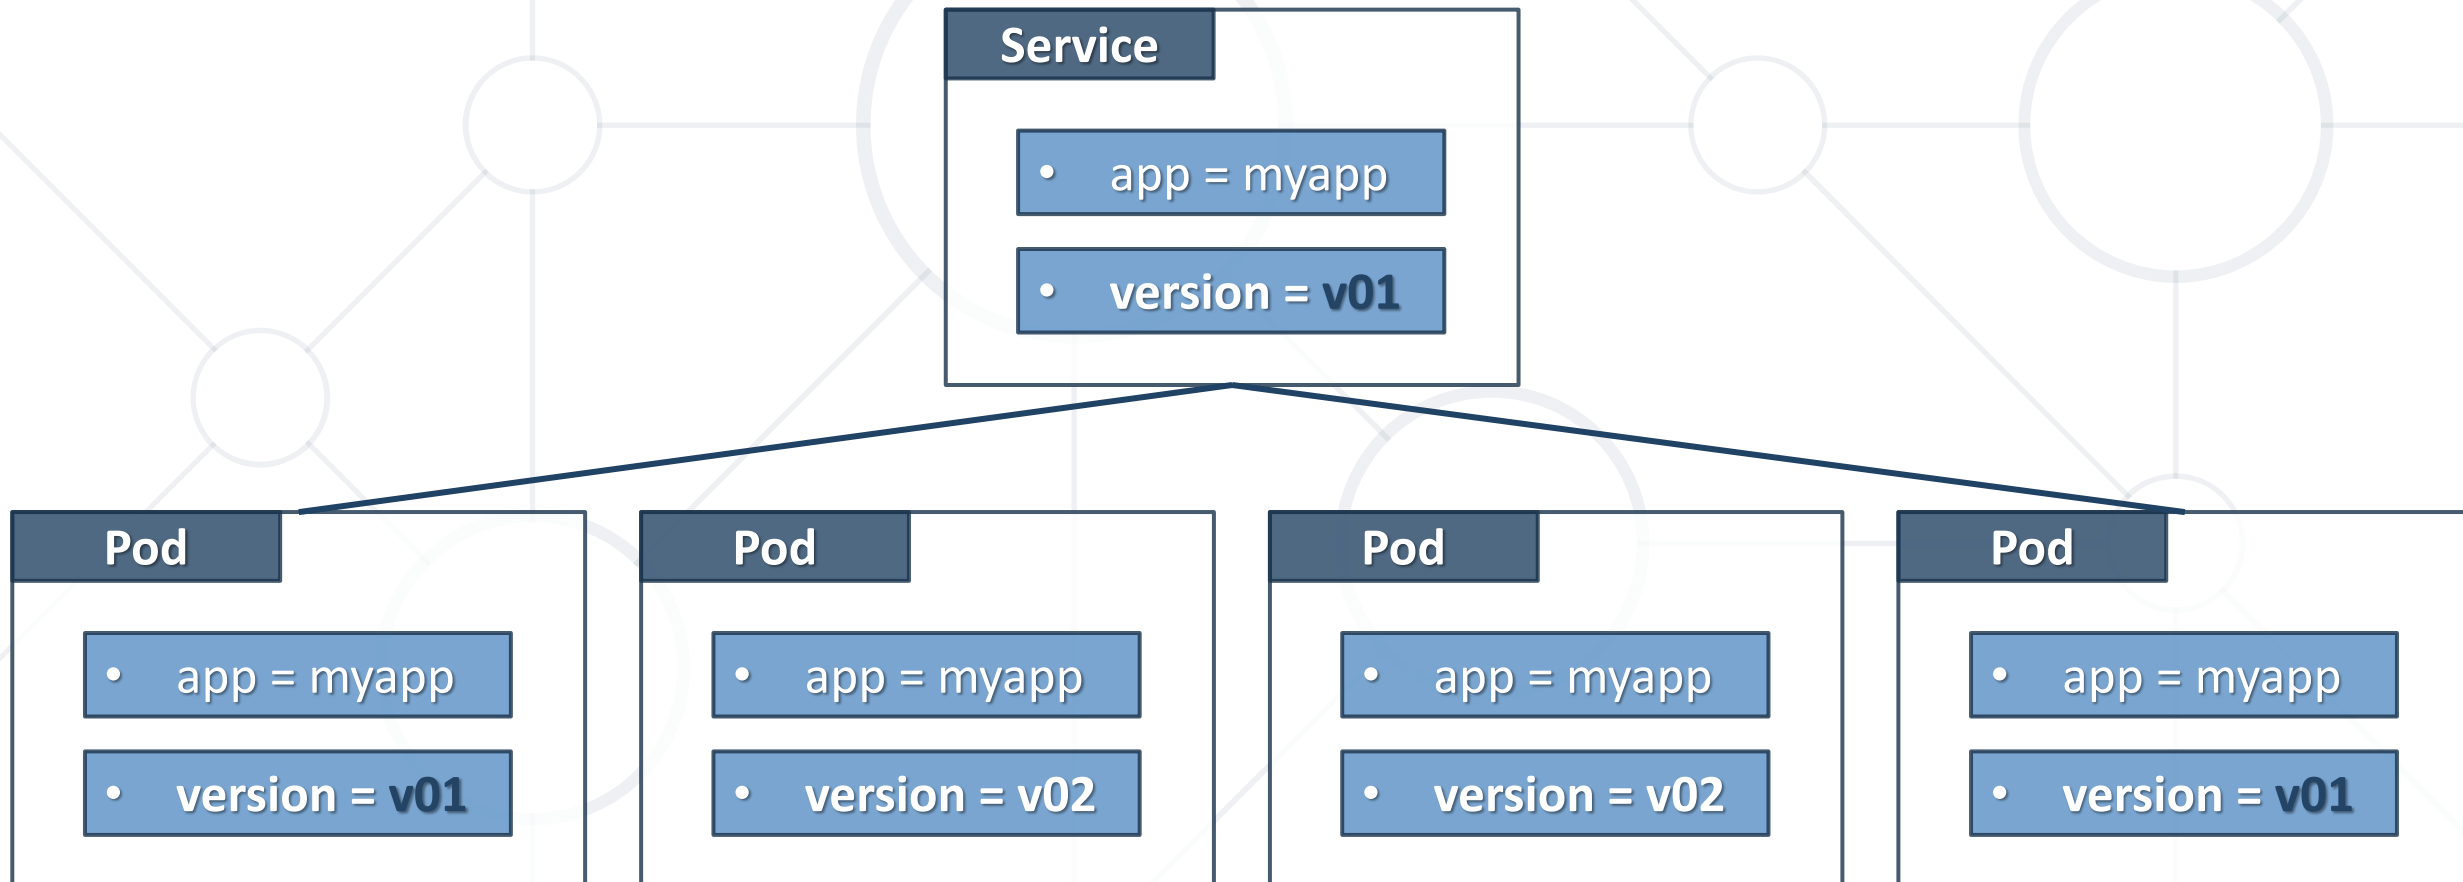 Service
• app = myapp
• version = v01
Pod
• app = myapp
• version = v01
Pod
• app = myapp
• version = v02
Pod
• app = myapp
• version = v02
Pod
• app = myapp
• version = v01